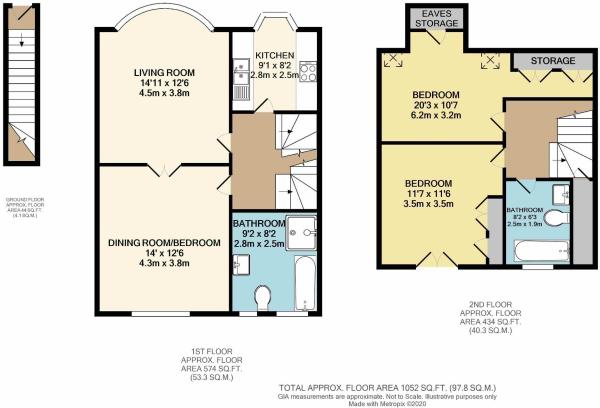 EAVES
STORAGE
STORAGE
KITCHEN
9'1 x 8'2
2.8m x 2.5m
LIVING ROOM
14'11 x 12'6
4.5m x 3.8m
BEDROOM
20'3 x 10'7
6.2m x 3.2m
BEDROOM
11'7 x 11'6
3.5m x 3.5m
BATHROOM
8'2 x 6'3
2.5m x 1.9m
GROUND FLOOR
APPROX. FLOOR
AREA 44 SQ.FT.
(4.1 SQ.M.)
BATHROOM
9'2 x 8'2
2.8m x 2.5m
DINING ROOM/BEDROOM
14' x 12'6
4.3m x 3.8m
2ND FLOOR
APPROX. FLOOR
AREA 434 SQ.FT.
(40.3 SQ.M.)
1ST FLOOR
APPROX. FLOOR
AREA 574 SQ.FT.
(53.3 SQ.M.)
TOTAL APPROX. FLOOR AREA 1052 SQ.FT. (97.8 SQ.M.)
GIA measurements are approximate. Not to Scale. Illustrative purposes only
Made with Metropix ©2020